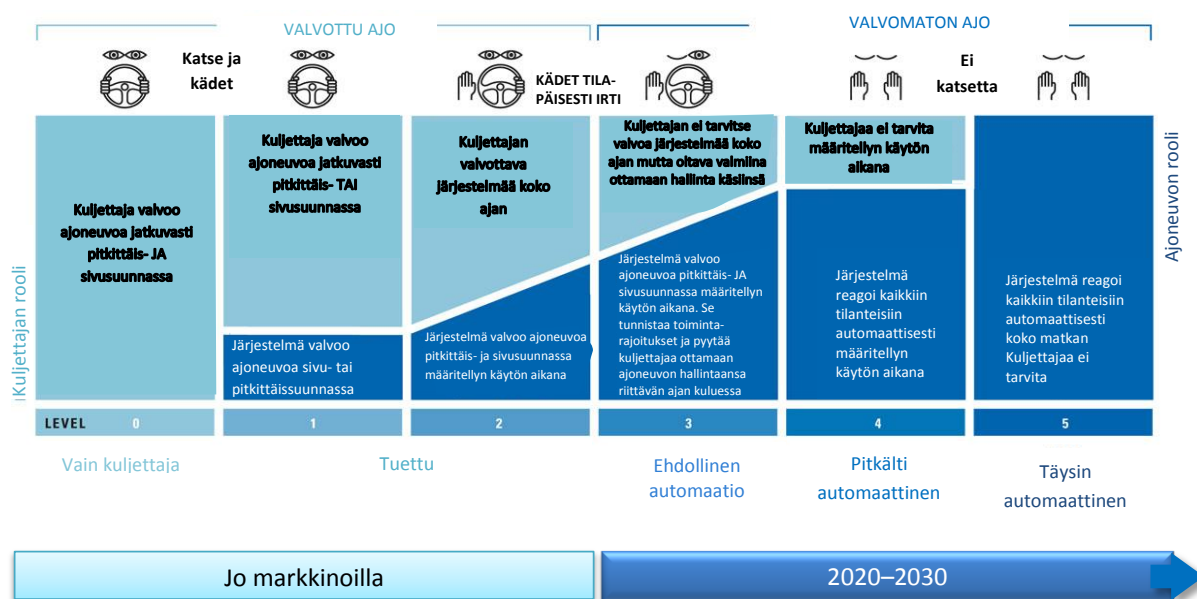 VALVOTTU AJO
VALVOMATON AJO
Katse ja
kädet
KÄDET TILA-
PÄISESTI IRTI
Ei
katsetta
Kuljettajan rooli
Ajoneuvon rooli
Kuljettaja valvoo
ajoneuvoa jatkuvasti
pitkittäis- JA
sivusuunnassa
Kuljettaja valvoo
ajoneuvoa jatkuvasti
pitkittäis- TAI
sivusuunnassa
Järjestelmä valvoo
ajoneuvoa sivu- tai
pitkittäissuunnassa
Kuljettajan
valvottava
järjestelmää koko
ajan
Järjestelmä valvoo ajoneuvoa
pitkittäis- ja sivusuunnassa
määritellyn käytön aikana
Kuljettajan ei tarvitse
valvoa järjestelmää koko
ajan mutta oltava valmiina
ottamaan hallinta käsiinsä
Järjestelmä valvoo
ajoneuvoa pitkittäis- JA
sivusuunnassa määritellyn
käytön aikana. Se
tunnistaa toiminta-
rajoitukset ja pyytää
kuljettajaa ottamaan
ajoneuvon hallintaansa
riittävän ajan kuluessa
Kuljettajaa ei tarvita
määritellyn käytön
aikana
Järjestelmä
reagoi kaikkiin
tilanteisiin
automaattisesti
määritellyn
käytön aikana
Järjestelmä reagoi
kaikkiin tilanteisiin
automaattisesti
koko matkan
Kuljettajaa ei
tarvita
LEVEL 0 1 2 3 4 5
Vain kuljettaja
Tuettu
Ehdollinen
automaatio
Pitkälti
automaattinen
Täysin
automaattinen
Jo markkinoilla
2020–2030